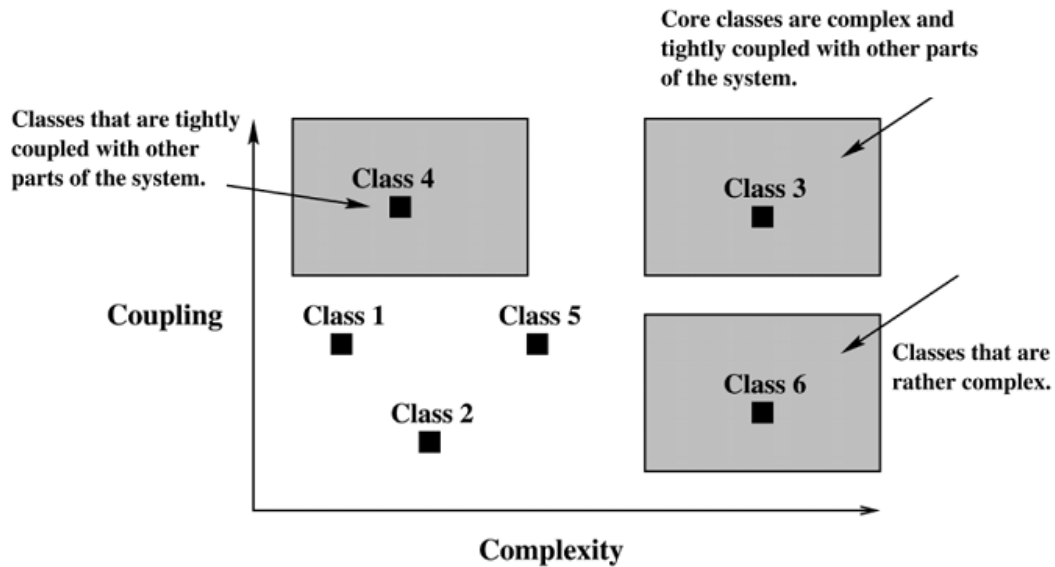 Core classes are complex and
tightly coupled with other parts
of the system.
Classes that are tightly
coupled with other
parts of the system.
Class 4
Class 3
Coupling
Class 1
Class 5
Classes that are
rather complex.
Class 6
Class 2
Complexity